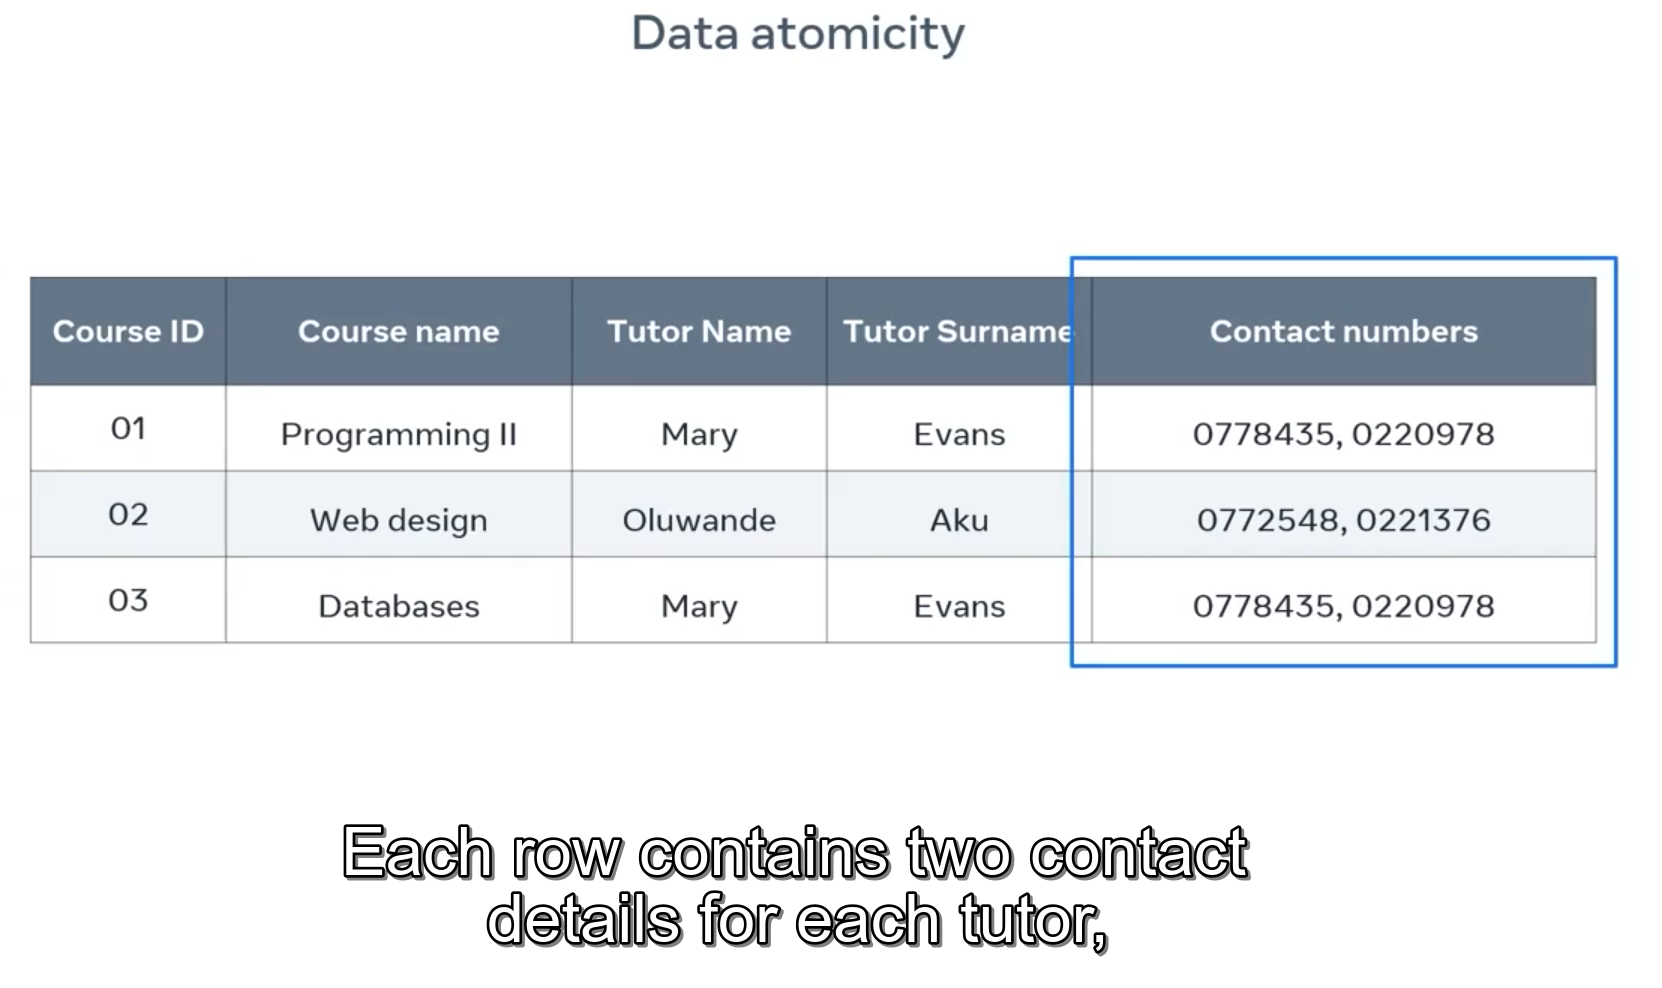 Data atomicity
Course ID Course name Tutor Name Tutor Surname Contact numbers
01 Programming II Mary Evans 0778435, 0220978
02 Web design Oluwande Aku 0772548, 0221376
03 Databases Mary Evans 0778435, 0220978
Each row contains two contact
details for each tutor,